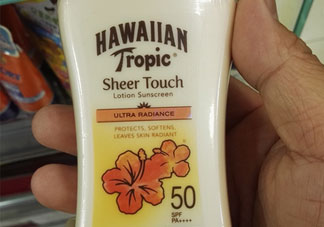 HAWAIIAN
Tropic
Sheer Touch
Lotion Sunscreen
ULTRA RADIANCE
PROTECTS, SOFTENS,
LEAVES SKIN RADIANT
50
SPF
PA++++